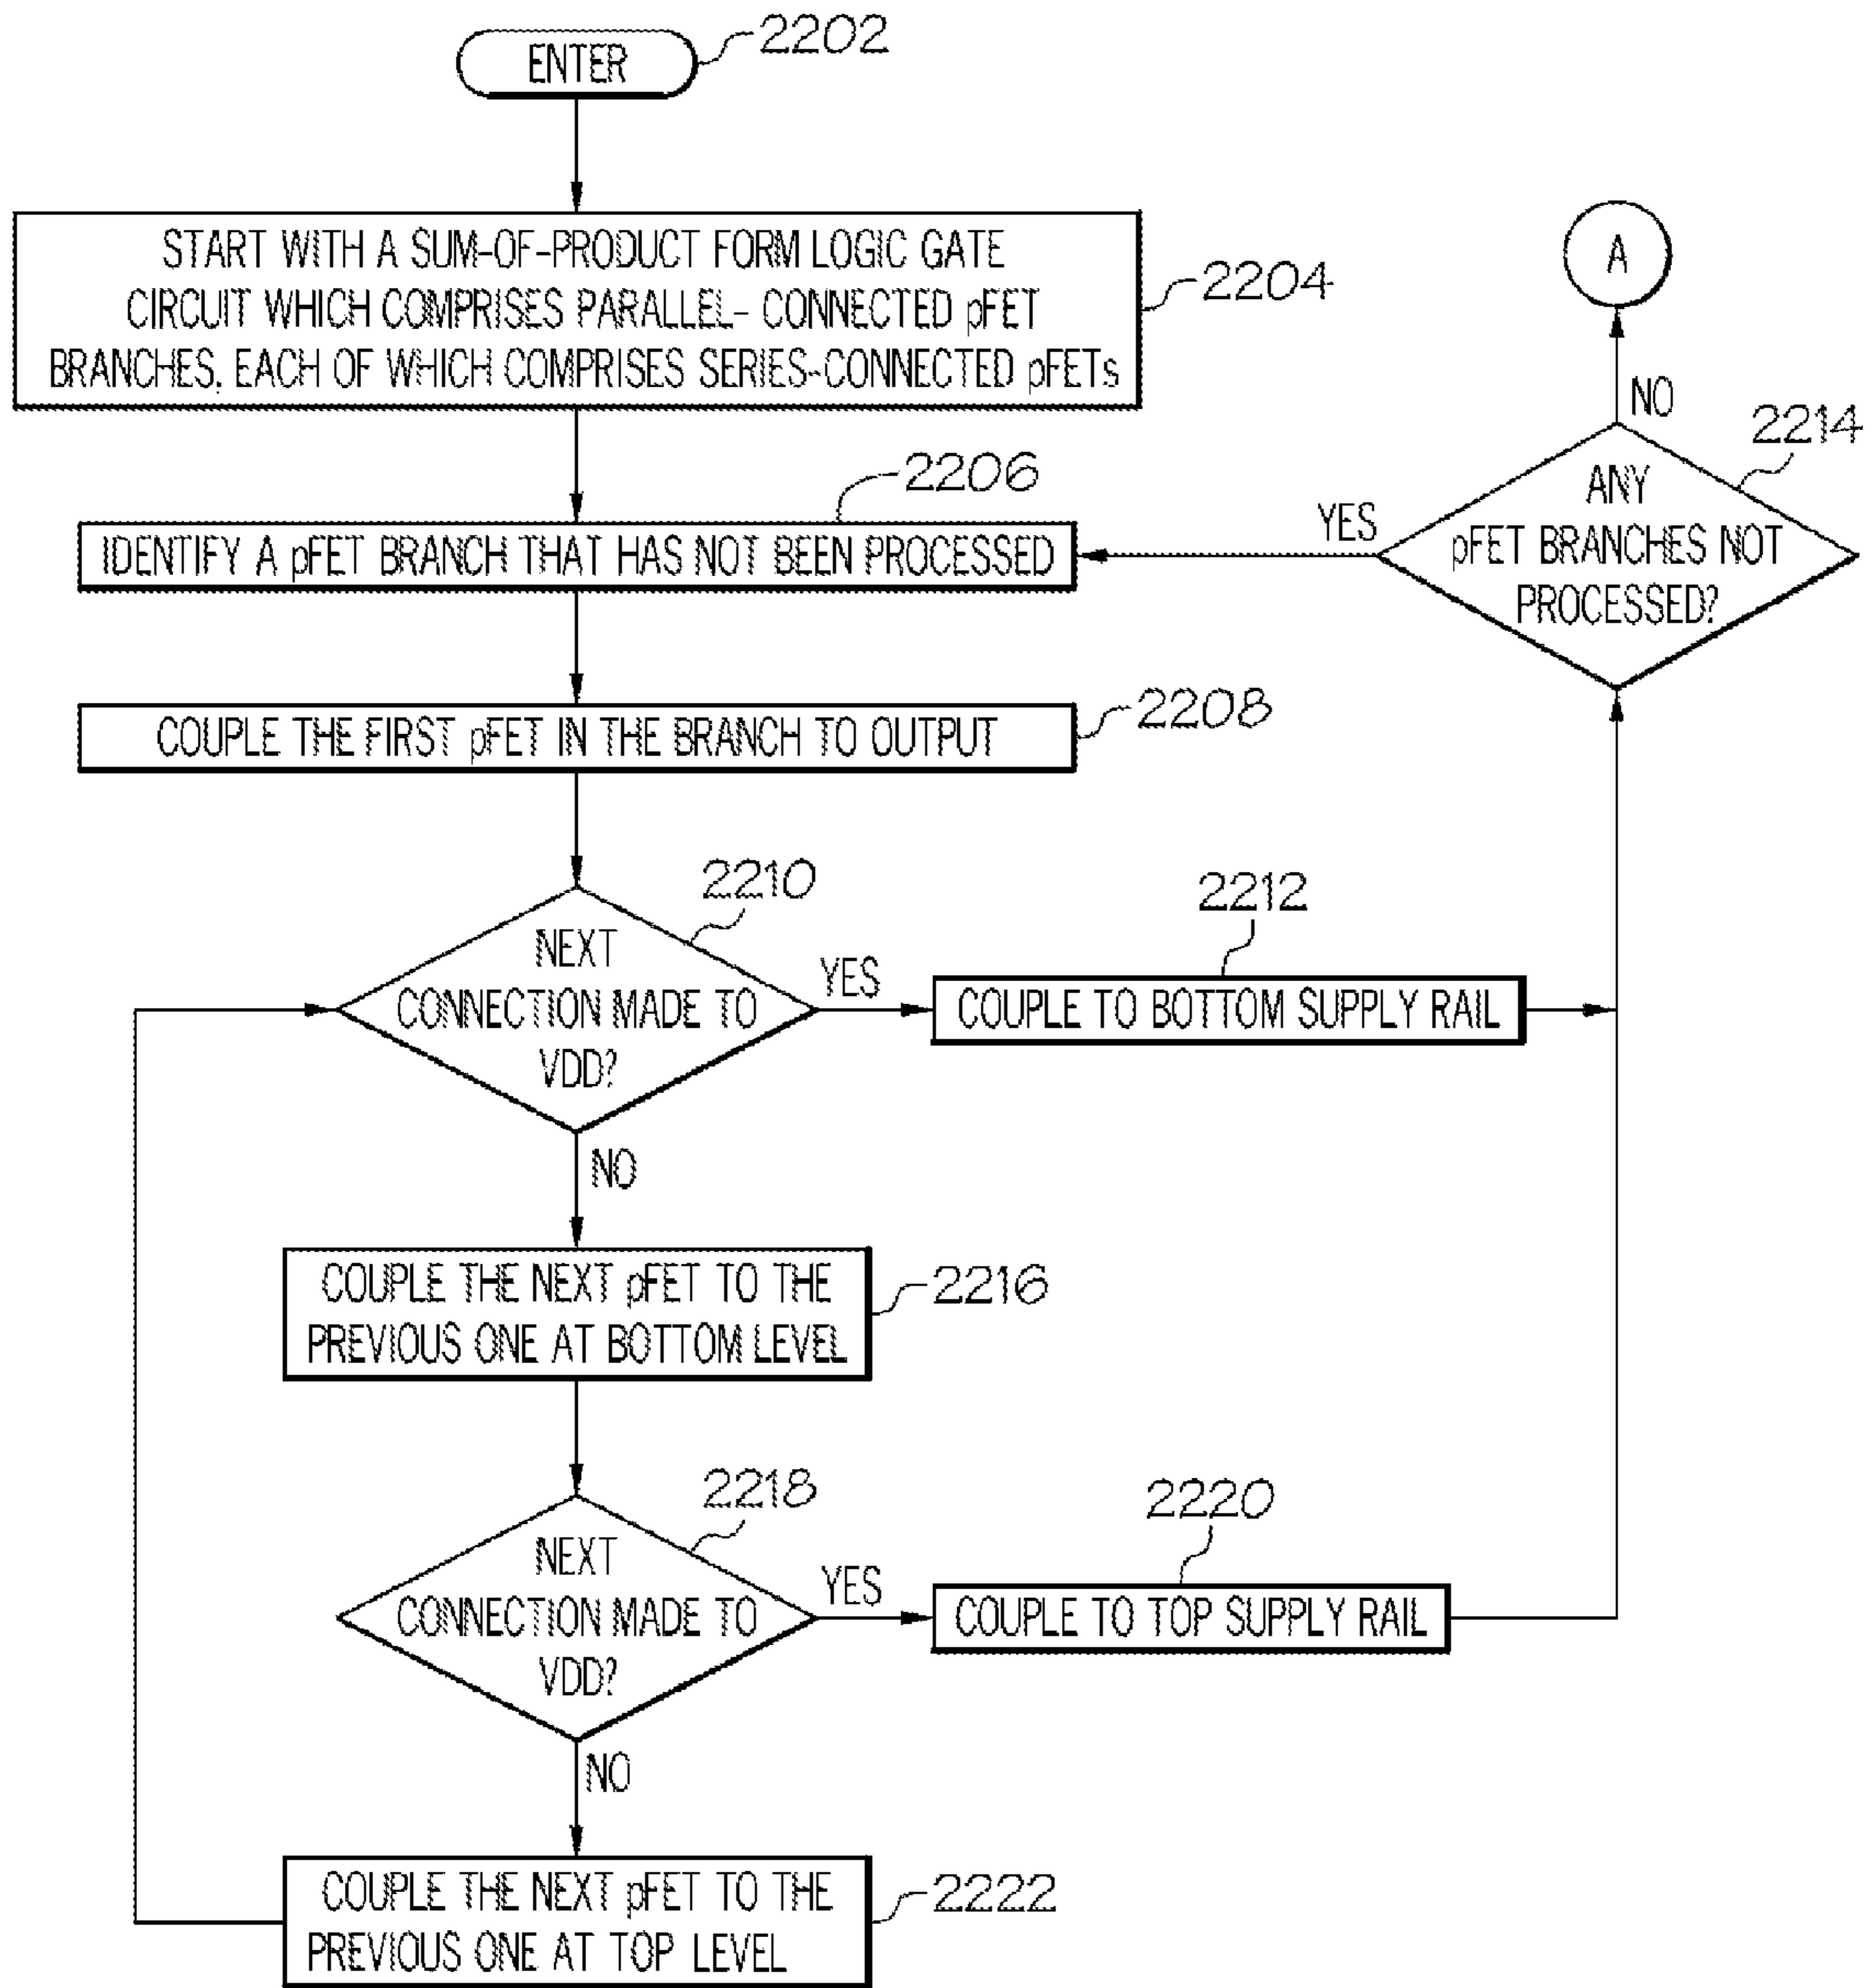 2202
ENTER
START WITH A SUM-OF-PRODUCT FORM LOGIC GATE
CIRCUIT WHICH COMPRISES PARALLEL- CONNECTED pFET
BRANCHES, EACH OF WHICH COMPRISES SERIES-CONNECTED pFETs
2204
A
NO
2214
ANY
pFET BRANCHES NOT
PROCESSED?
YES
2206
IDENTIFY A pFET BRANCH THAT HAS NOT BEEN PROCESSED
2208
COUPLE THE FIRST pFET IN THE BRANCH TO OUTPUT
2210
NEXT
CONNECTION MADE TO
VDD?
YES
2212
COUPLE TO BOTTOM SUPPLY RAIL
NO
COUPLE THE NEXT pFET TO THE
PREVIOUS ONE AT BOTTOM LEVEL
2216
2218
NEXT
CONNECTION MADE TO
VDD?
YES
2220
COUPLE TO TOP SUPPLY RAIL
NO
COUPLE THE NEXT pFET TO THE
PREVIOUS ONE AT TOP LEVEL
2222